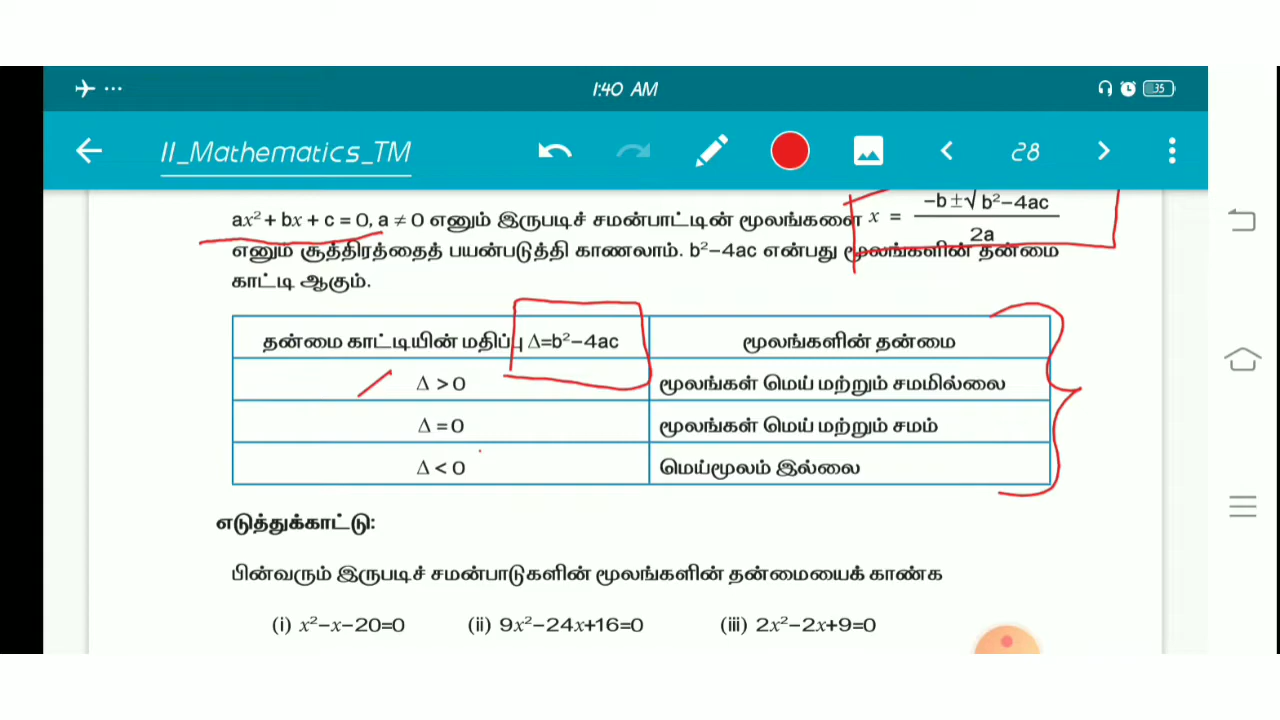 1:40 AM
35
II_Mathematics_TM
28
ax² + bx + c = 0, a ≠ 0 எனும் இருபடிச் சமன்பாட்டின் மூலங்களை x = (-b ± √ b²-4ac) / 2a
எனும் சூத்திரத்தைத் பயன்படுத்தி காணலாம். b²-4ac என்பது மூலங்களின் தன்மை
காட்டி ஆகும்.
தன்மை காட்டியின் மதிப்பு Δ=b²-4ac மூலங்களின் தன்மை
Δ > 0 மூலங்கள் மெய் மற்றும் சமமில்லை
Δ = 0 மூலங்கள் மெய் மற்றும் சமம்
Δ < 0 மெய்மூலம் இல்லை
எடுத்துக்காட்டு:
பின்வரும் இருபடிச் சமன்பாடுகளின் மூலங்களின் தன்மையைக் காண்க
(i) x²-x-20=0 (ii) 9x²-24x+16=0 (iii) 2x²-2x+9=0